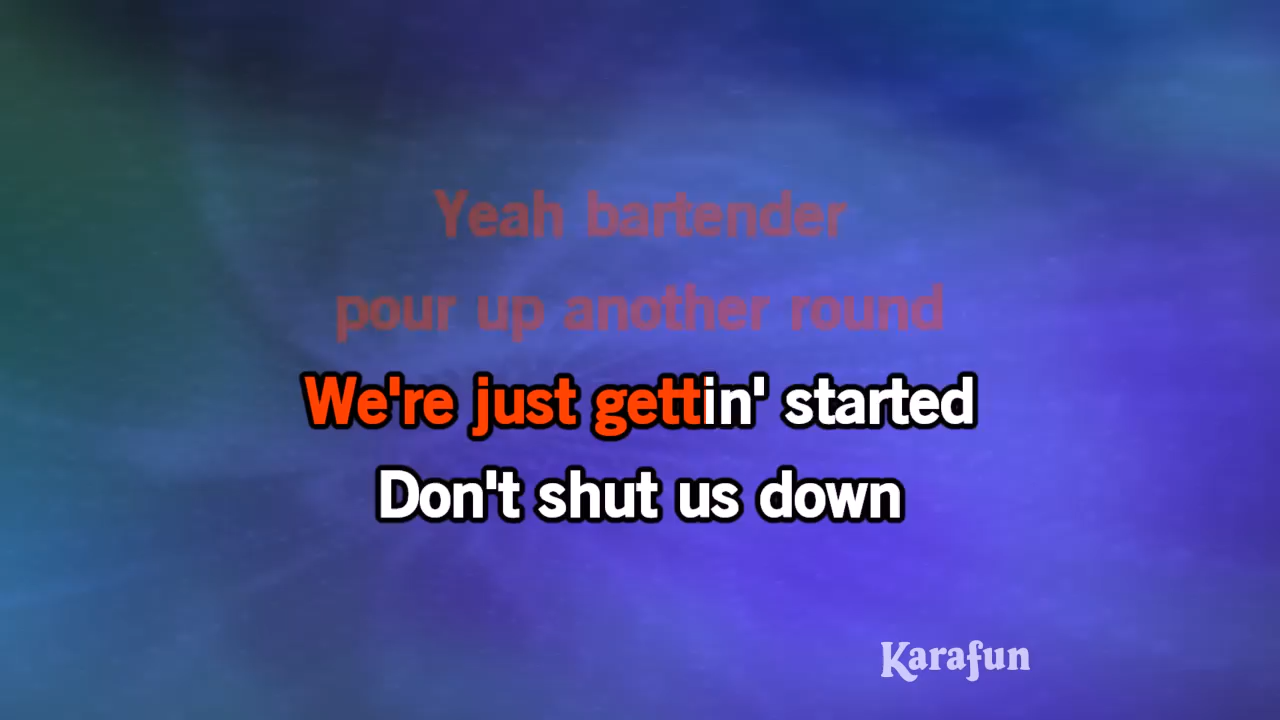 Yeah bartender
pour up another round
We're just gettin' started
Don't shut us down
Karafun